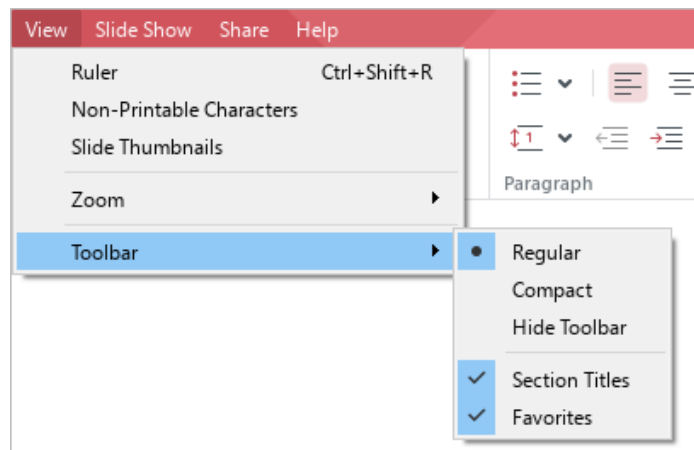 View Slide Show Share Help
Ruler Ctrl+Shift+R
Non-Printable Characters
Slide Thumbnails
Zoom
Toolbar
1
Paragraph
Regular
Compact
Hide Toolbar
Section Titles
Favorites